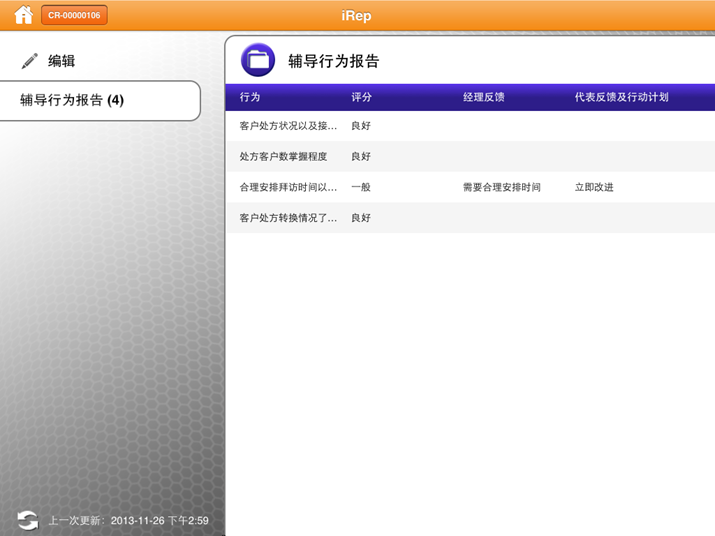 CR-00000106
iRep
编辑
辅导行为报告 (4)
辅导行为报告
行为 评分 经理反馈 代表反馈及行动计划
客户处方状况以及接... 良好
处方客户数掌握程度 良好
合理安排拜访时间以... 一般 需要合理安排时间 立即改进
客户处方转换情况了... 良好
上一次更新：2013-11-26 下午2:59